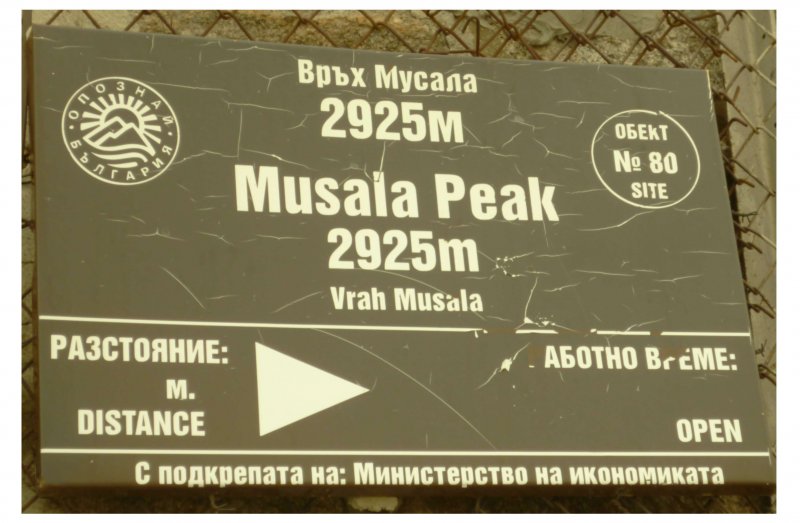 Връх Мусала
2925м
Musala Peak
2925m
Vrah Musala
ОПОЗНАЙ
БЪЛГАРИЯ
ОБЕКТ
№ 80
SITE
РАЗСТОЯНИЕ:
м.
DISTANCE
АБОТНО ВРЕМЕ:
OPEN
С подкрепата на: Министерство на икономиката